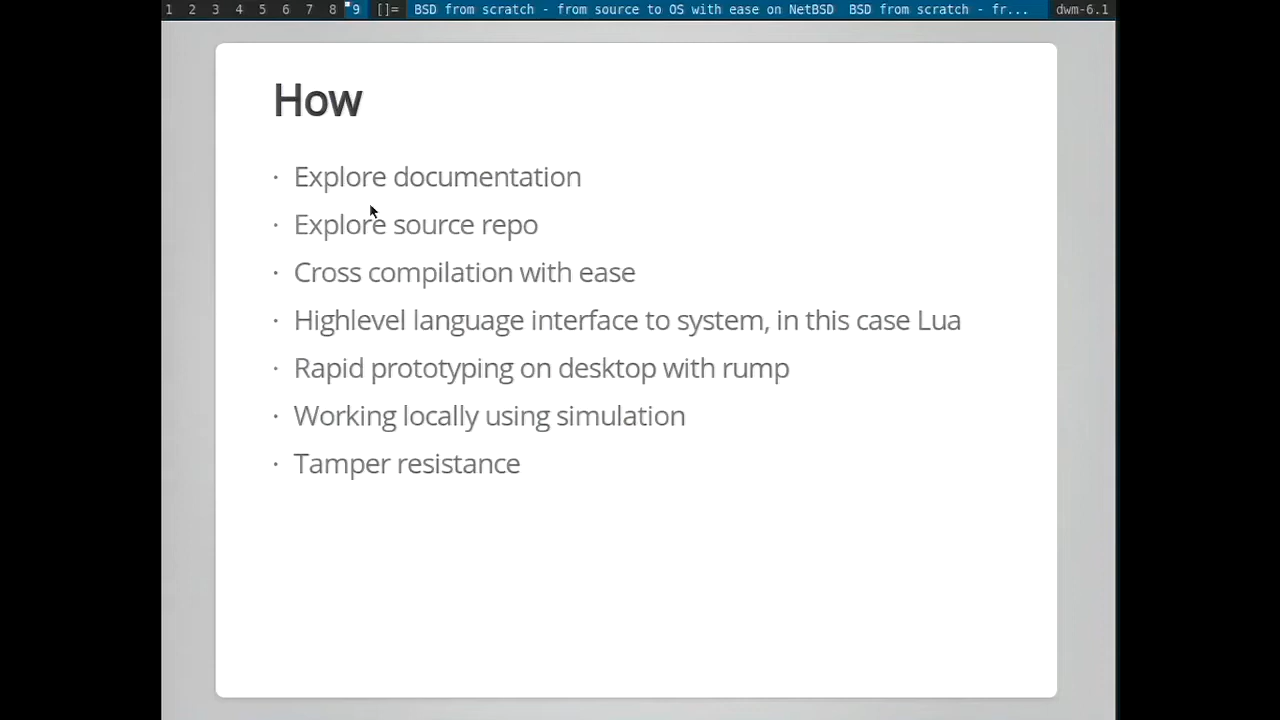 1 2 3 4 5 6 7 8 9 []= BSD from scratch - from source to OS with ease on NetBSD BSD from scratch - fr... dwm-6.1
How
· Explore documentation
· Explore source repo
· Cross compilation with ease
· Highlevel language interface to system, in this case Lua
· Rapid prototyping on desktop with rump
· Working locally using simulation
· Tamper resistance